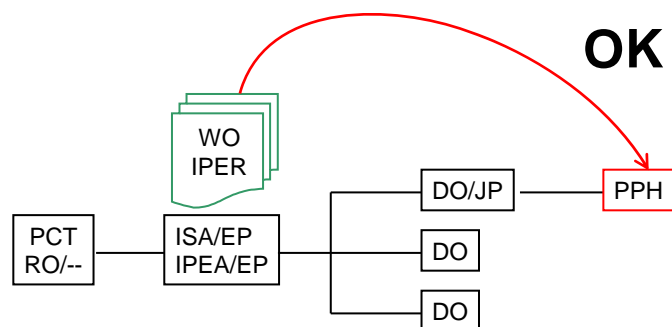 OK
WO
IPER
DO/JP
PPH
PCT
RO/--
ISA/EP
IPEA/EP
DO
DO